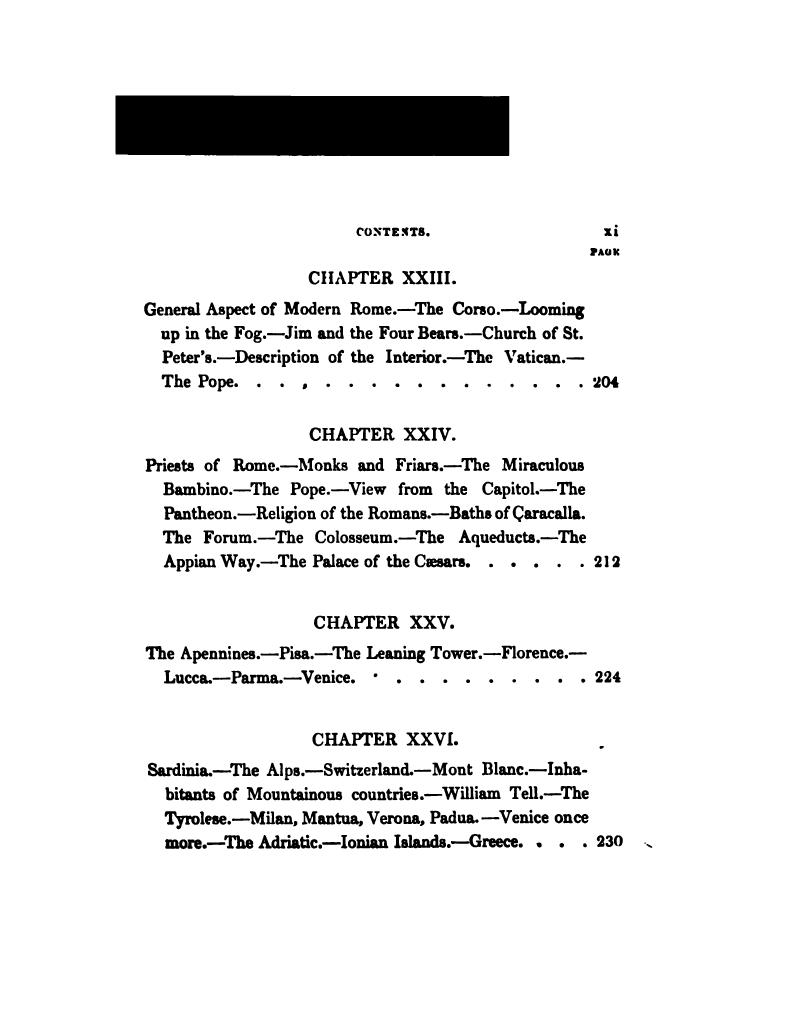 CONTENTS. xi
PAGE
CHAPTER XXIII.
General Aspect of Modern Rome.—The Corso.—Looming
up in the Fog.—Jim and the Four Bears.—Church of St.
Peter's.—Description of the Interior.—The Vatican.—
The Pope. . . . . . . . . . . . . . . . 204
CHAPTER XXIV.
Priests of Rome.—Monks and Friars.—The Miraculous
Bambino.—The Pope.—View from the Capitol.—The
Pantheon.—Religion of the Romans.—Baths of Çaracalla.
The Forum.—The Colosseum.—The Aqueducts.—The
Appian Way.—The Palace of the Cæsars. . . . . . 212
CHAPTER XXV.
The Apennines.—Pisa.—The Leaning Tower.—Florence.—
Lucca.—Parma.—Venice. . . . . . . . . . . 224
CHAPTER XXVI.
Sardinia.—The Alps.—Switzerland.—Mont Blanc.—Inha-
bitants of Mountainous countries.—William Tell.—The
Tyrolese.—Milan, Mantua, Verona, Padua.—Venice once
more.—The Adriatic.—Ionian Islands.—Greece. . . . 230